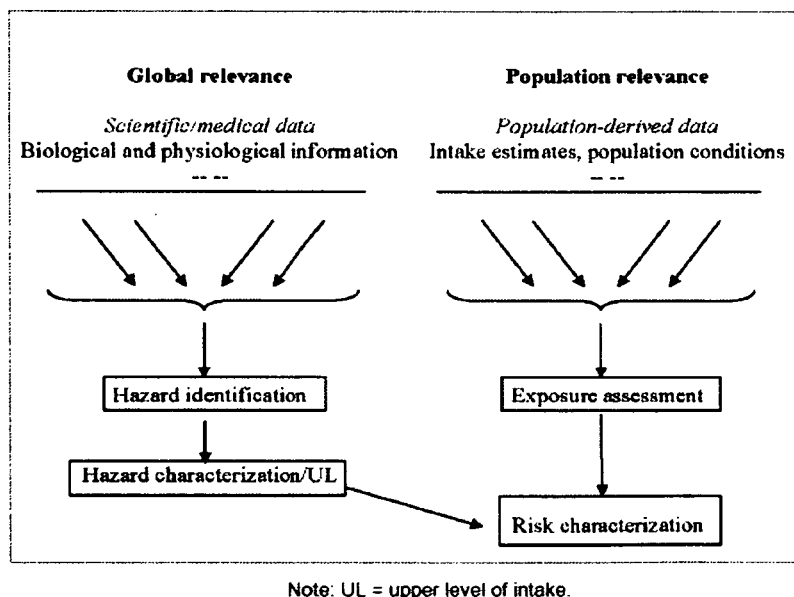 Global relevance
Scientific/medical data
Biological and physiological information
-- --
Hazard identification
Hazard characterization/UL
Population relevance
Population-derived data
Intake estimates, population conditions
-- --
Exposure assessment
Risk characterization
Note: UL = upper level of intake.